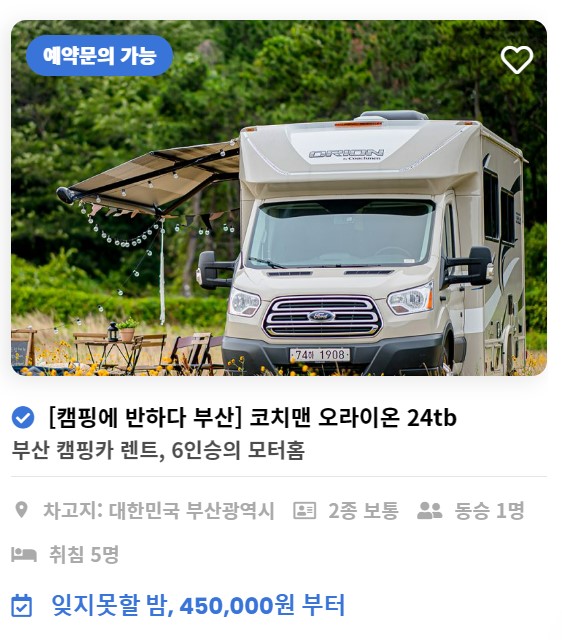 예약문의 가능
ORION
by Coachmen
Ford
74허 1908
[캠핑에 반하다 부산] 코치맨 오라이온 24tb
부산 캠핑카 렌트, 6인승의 모터홈
차고지: 대한민국 부산광역시 2종 보통 동승 1명
취침 5명
잊지못할 밤, 450,000원 부터